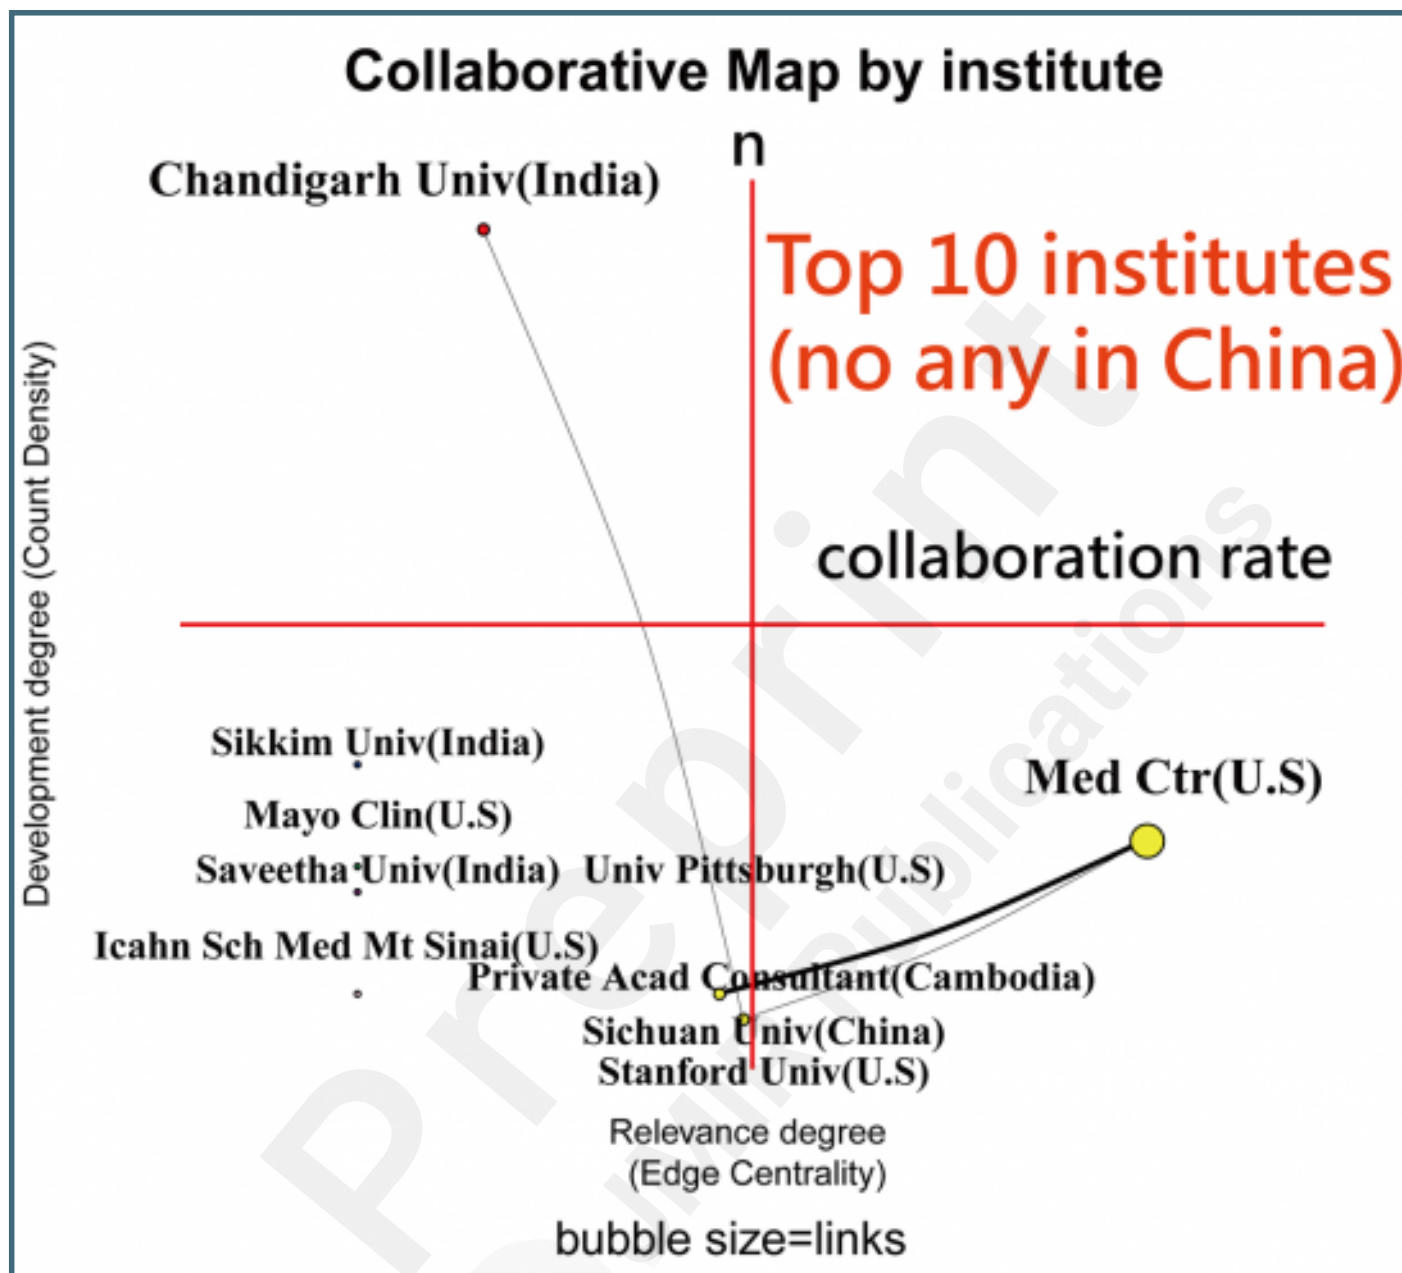 Collaborative Map by institute
n
Chandigarh Univ(India)
Top 10 institutes
(no any in China)
Development degree (Count Density)
collaboration rate
Sikkim Univ(India)
Med Ctr(U.S)
Mayo Clin(U.S)
Saveetha Univ(India) Univ Pittsburgh(U.S)
Icahn Sch Med Mt Sinai(U.S)
Private Acad Consultant(Cambodia)
Sichuan Univ(China)
Stanford Univ(U.S)
Relevance degree
(Edge Centrality)
bubble size=links
Preprint
Publications